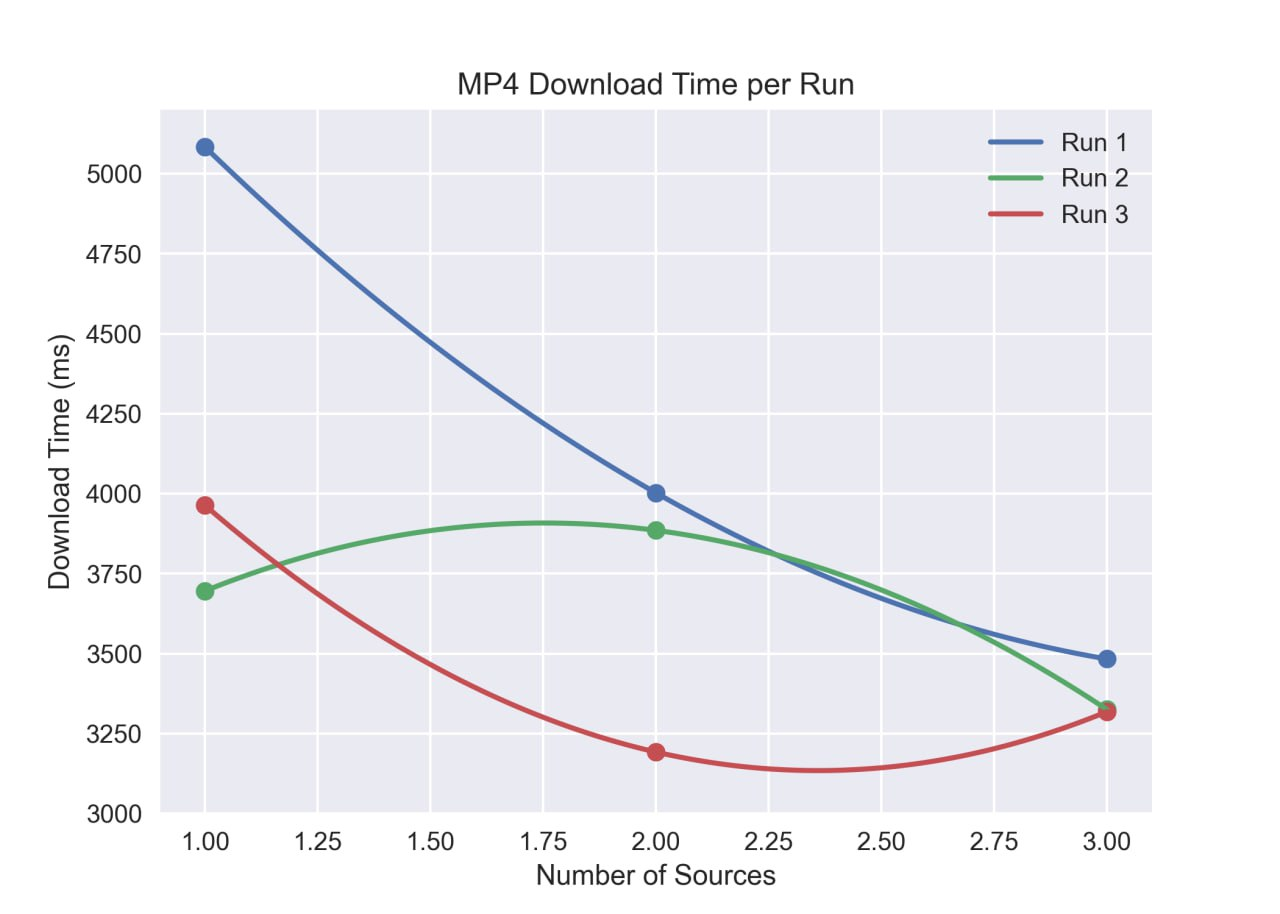 MP4 Download Time per Run
Run 1
Run 2
Run 3
Download Time (ms)
5000
4750
4500
4250
4000
3750
3500
3250
3000
1.00 1.25 1.50 1.75 2.00 2.25 2.50 2.75 3.00
Number of Sources